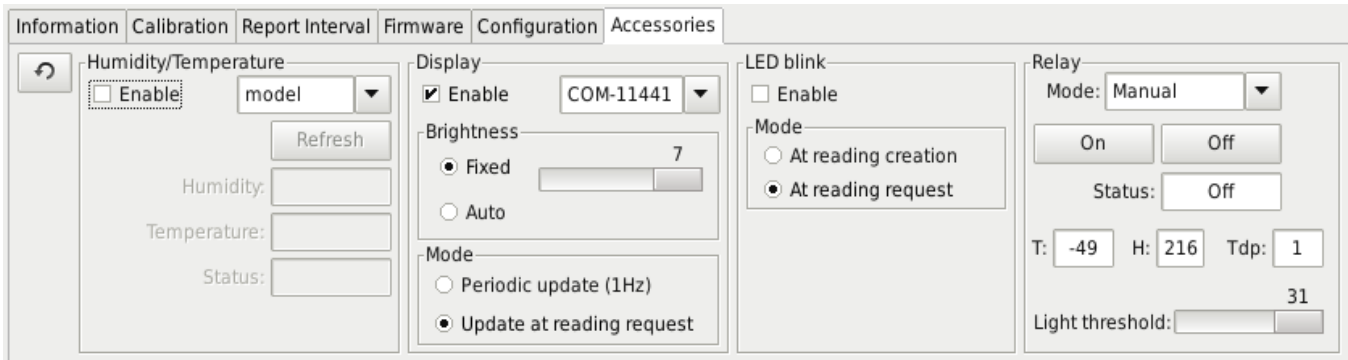 Information Calibration Report Interval Firmware Configuration Accessories
Humidity/Temperature
Enable model
Refresh
Humidity:
Temperature:
Status:
Display
Enable COM-11441
Brightness
Fixed 7
Auto
Mode
Periodic update (1Hz)
Update at reading request
LED blink
Enable
Mode
At reading creation
At reading request
Relay
Mode: Manual
On Off
Status: Off
T: -49 H: 216 Tdp: 1
31
Light threshold: